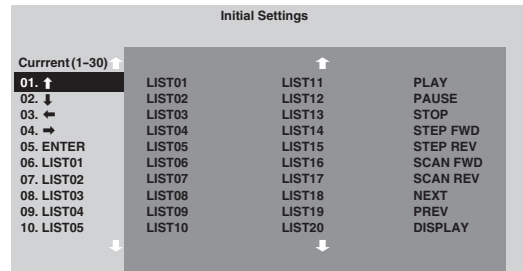 Initial Settings
Currrent (1-30) ⬆ ⬆
01. ⬆ LIST01 LIST11 PLAY
02. ⬇ LIST02 LIST12 PAUSE
03. ⬅ LIST03 LIST13 STOP
04. ➡ LIST04 LIST14 STEP FWD
05. ENTER LIST05 LIST15 STEP REV
06. LIST01 LIST06 LIST16 SCAN FWD
07. LIST02 LIST07 LIST17 SCAN REV
08. LIST03 LIST08 LIST18 NEXT
09. LIST04 LIST09 LIST19 PREV
10. LIST05 LIST10 LIST20 DISPLAY
⬇ ⬇